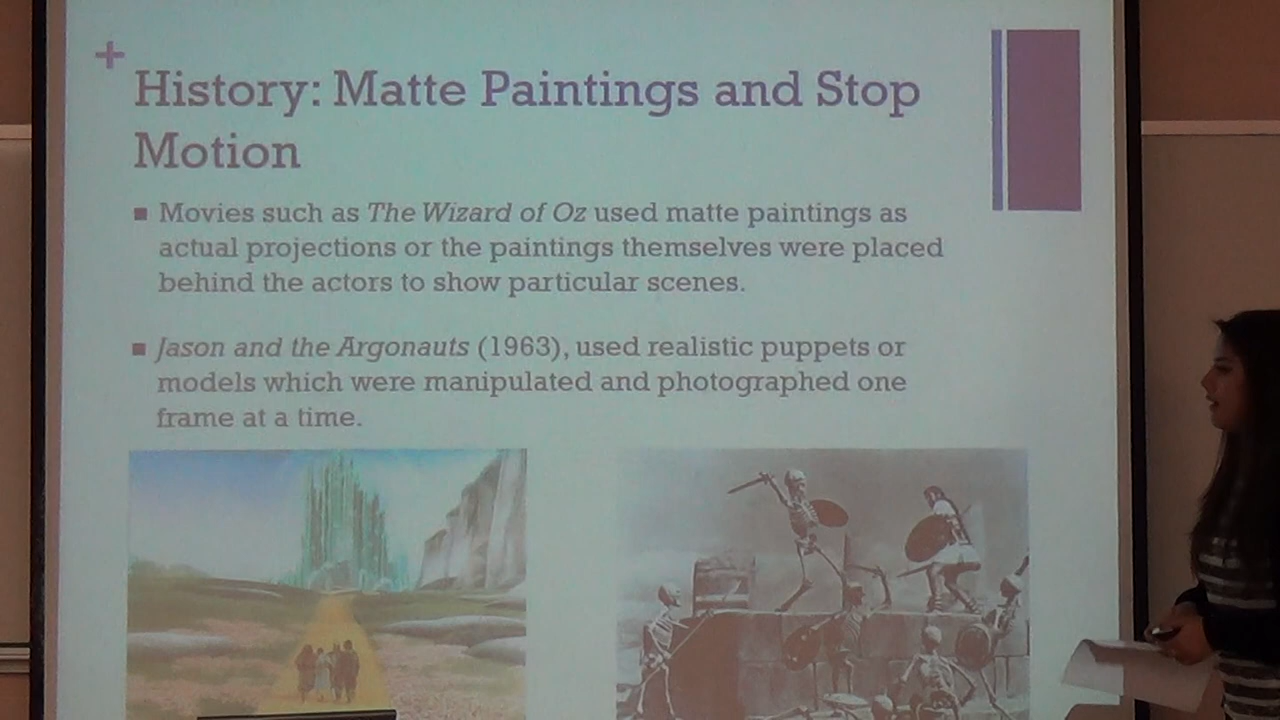 +
History: Matte Paintings and Stop
Motion
Movies such as The Wizard of Oz used matte paintings as
actual projections or the paintings themselves were placed
behind the actors to show particular scenes.
Jason and the Argonauts (1963), used realistic puppets or
models which were manipulated and photographed one
frame at a time.